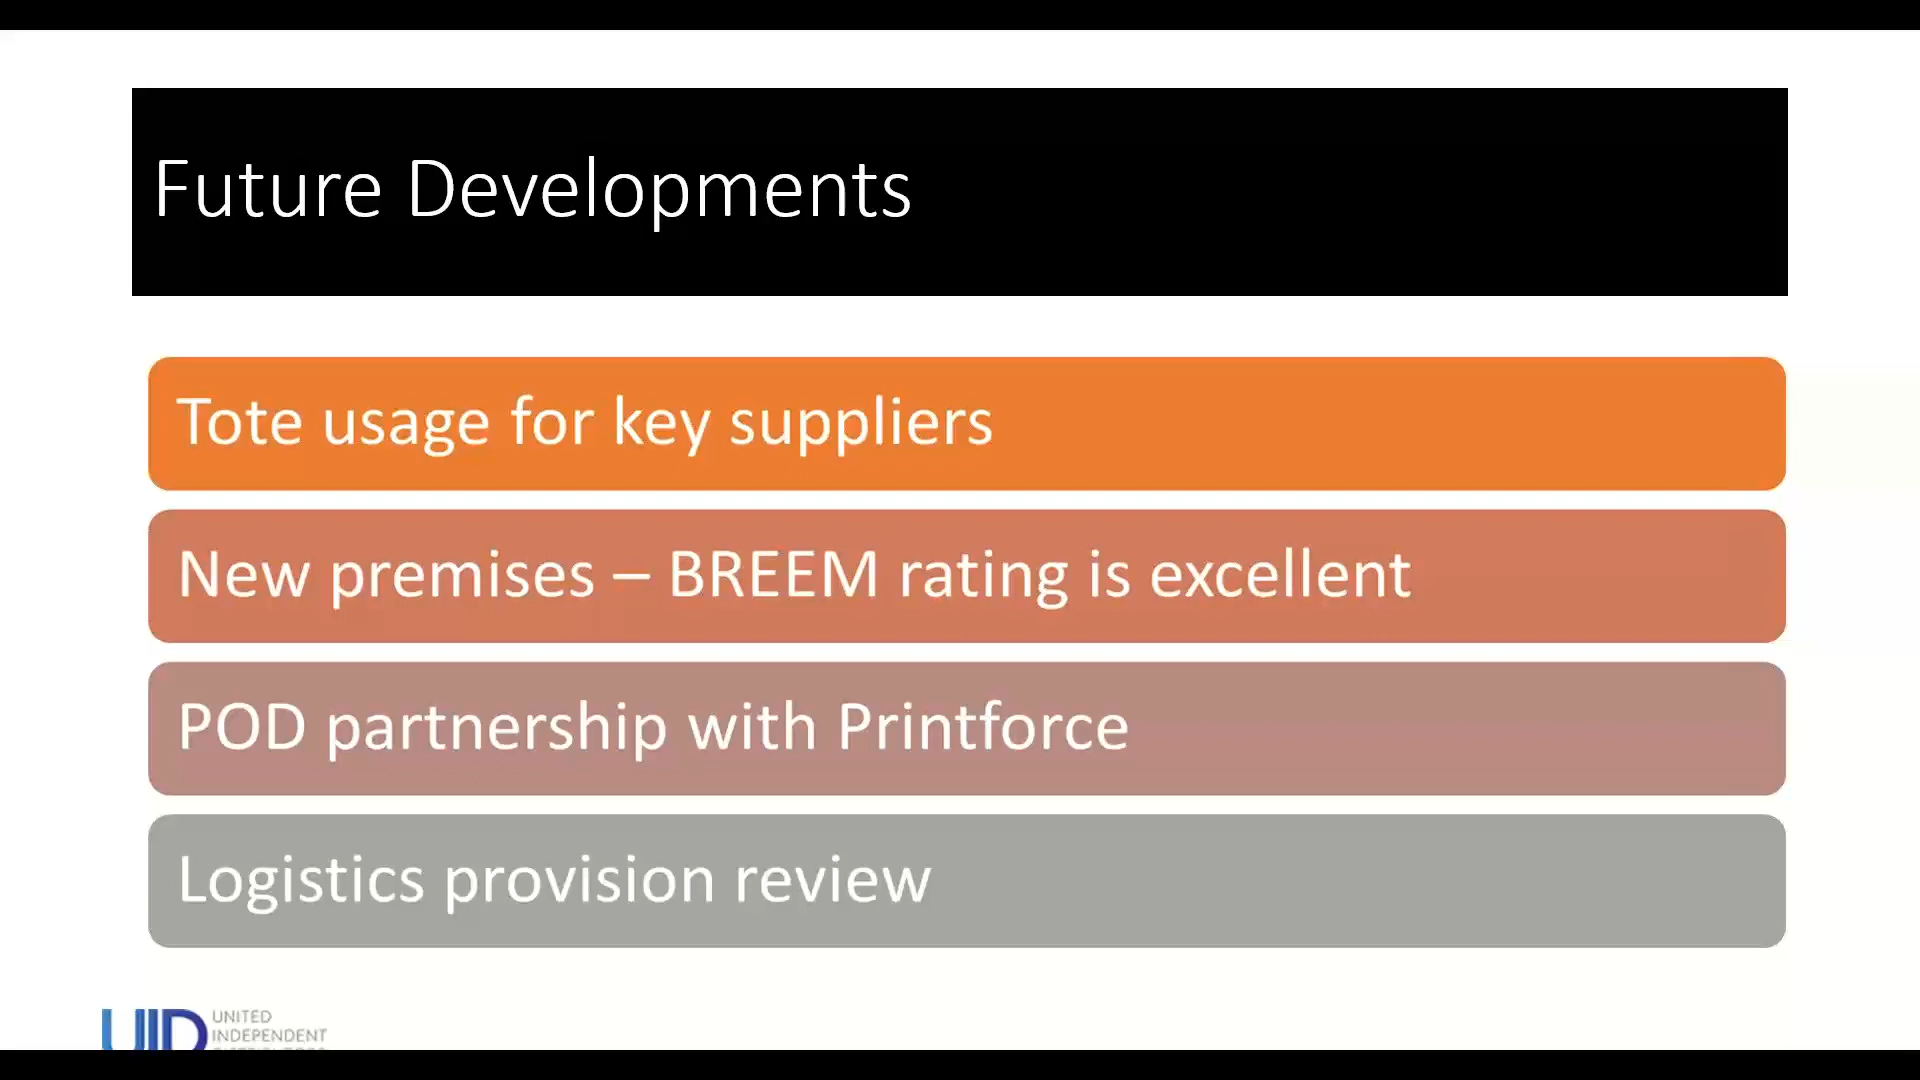 Future Developments
Tote usage for key suppliers
New premises – BREEM rating is excellent
POD partnership with Printforce
Logistics provision review
UID UNITED
INDEPENDENT